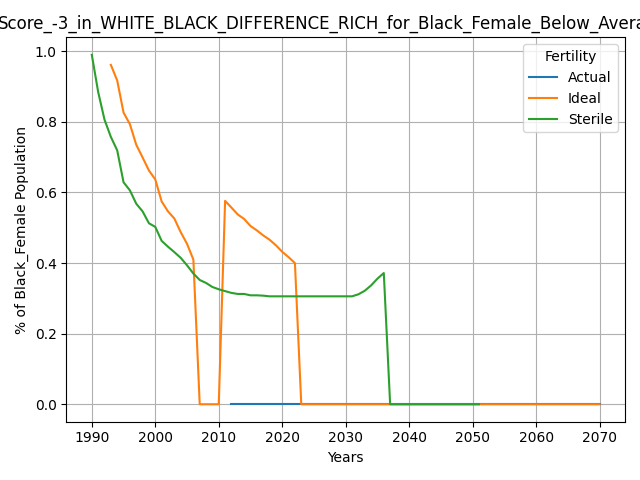 Score_-3_in_WHITE_BLACK_DIFFERENCE_RICH_for_Black_Female_Below_Avera
Fertility
Actual
Ideal
Sterile
% of Black_Female Population
1.0
0.8
0.6
0.4
0.2
0.0
1990 2000 2010 2020 2030 2040 2050 2060 2070
Years